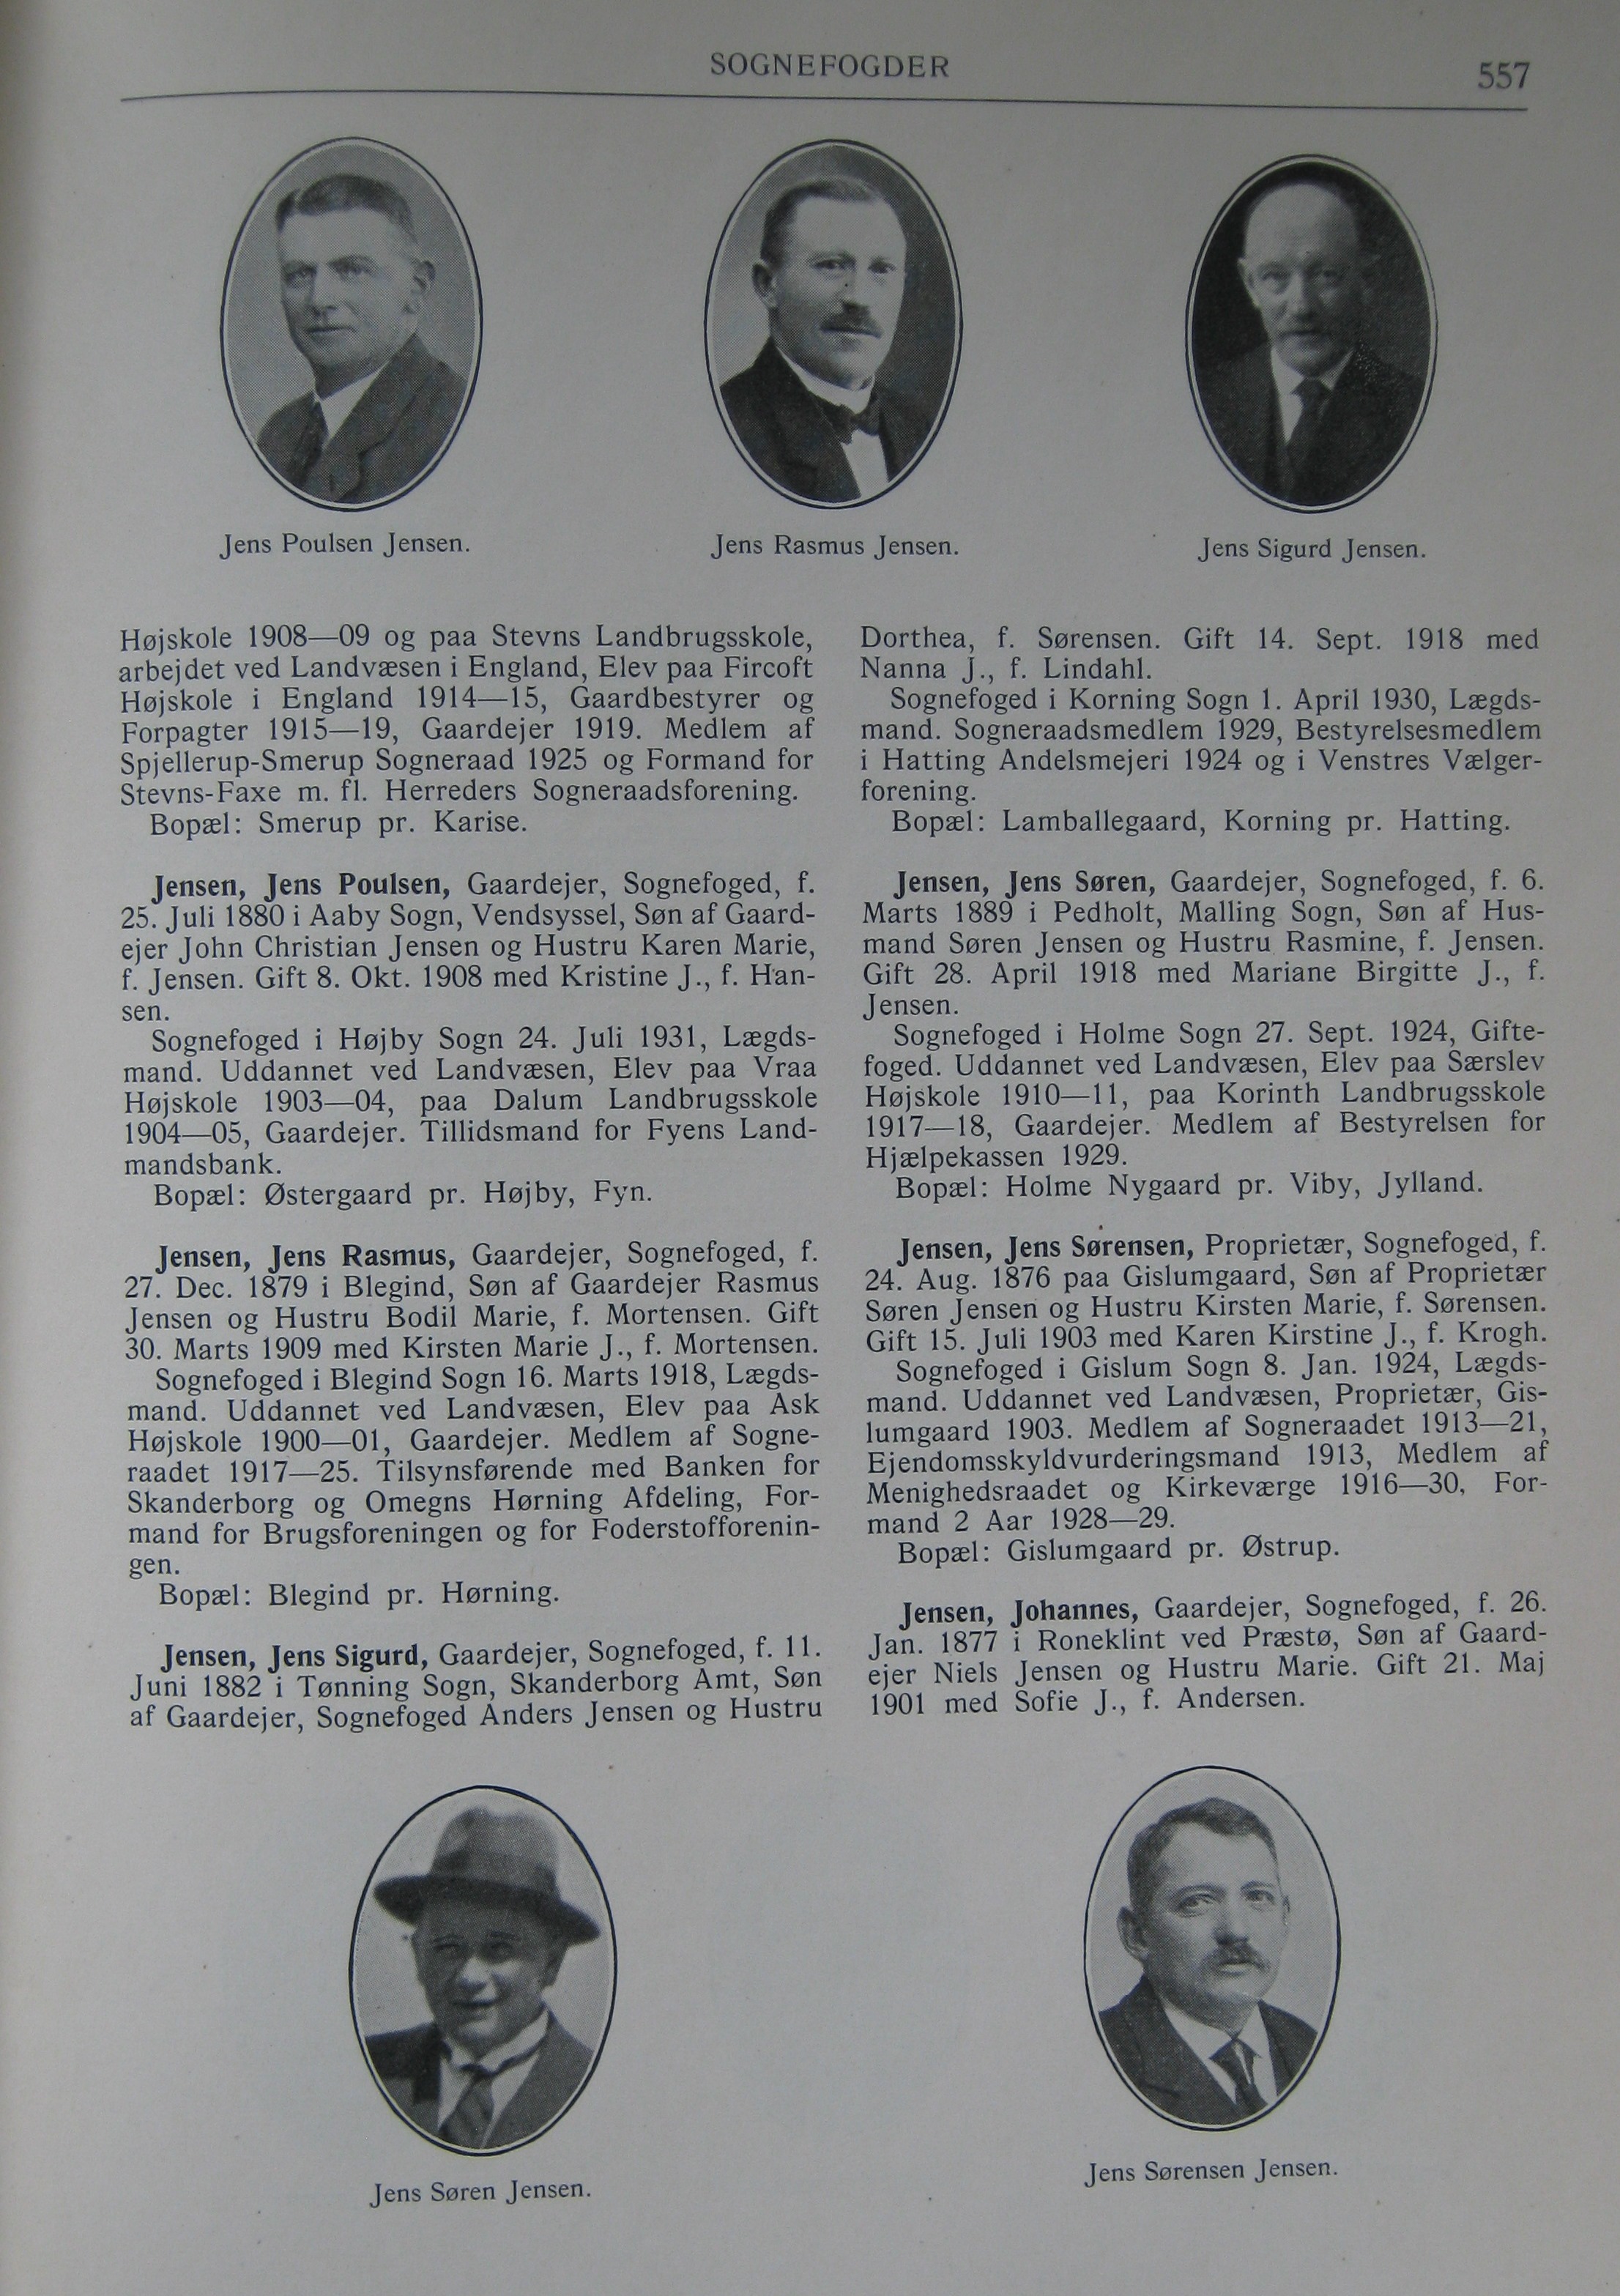 SOGNEFOGDER
557
Jens Poulsen Jensen.
Jens Rasmus Jensen.
Jens Sigurd Jensen.
Højskole 1908—09 og paa Stevns Landbrugsskole,
arbejdet ved Landvæsen i England, Elev paa Fircoft
Højskole i England 1914—15, Gaardbestyrer og
Forpagter 1915—19, Gaardejer 1919. Medlem af
Spjellerup-Smerup Sogneraad 1925 og Formand for
Stevns-Faxe m. fl. Herreders Sogneraadsforening.
Bopæl: Smerup pr. Karise.
Jensen, Jens Poulsen, Gaardejer, Sognefoged, f.
25. Juli 1880 i Aaby Sogn, Vendsyssel, Søn af Gaard-
ejer John Christian Jensen og Hustru Karen Marie,
f. Jensen. Gift 8. Okt. 1908 med Kristine J., f. Han-
sen.
Sognefoged i Højby Sogn 24. Juli 1931, Lægds-
mand. Uddannet ved Landvæsen, Elev paa Vraa
Højskole 1903—04, paa Dalum Landbrugsskole
1904—05, Gaardejer. Tillidsmand for Fyens Land-
mandsbank.
Bopæl: Østergaard pr. Højby, Fyn.
Jensen, Jens Rasmus, Gaardejer, Sognefoged, f.
27. Dec. 1879 i Blegind, Søn af Gaardejer Rasmus
Jensen og Hustru Bodil Marie, f. Mortensen. Gift
30. Marts 1909 med Kirsten Marie J., f. Mortensen.
Sognefoged i Blegind Sogn 16. Marts 1918, Lægds-
mand. Uddannet ved Landvæsen, Elev paa Ask
Højskole 1900—01, Gaardejer. Medlem af Sogne-
raadet 1917—25. Tilsynsførende med Banken for
Skanderborg og Omegns Hørning Afdeling, For-
mand for Brugsforeningen og for Foderstofforenin-
gen.
Bopæl: Blegind pr. Hørning.
Jensen, Jens Sigurd, Gaardejer, Sognefoged, f. 11.
Juni 1882 i Tønning Sogn, Skanderborg Amt, Søn
af Gaardejer, Sognefoged Anders Jensen og Hustru
Dorthea, f. Sørensen. Gift 14. Sept. 1918 med
Nanna J., f. Lindahl.
Sognefoged i Korning Sogn 1. April 1930, Lægds-
mand. Sogneraadsmedlem 1929, Bestyrelsesmedlem
i Hatting Andelsmejeri 1924 og i Venstres Vælger-
forening.
Bopæl: Lamballegaard, Korning pr. Hatting.
Jensen, Jens Søren, Gaardejer, Sognefoged, f. 6.
Marts 1889 i Pedholt, Malling Sogn, Søn af Hus-
mand Søren Jensen og Hustru Rasmine, f. Jensen.
Gift 28. April 1918 med Mariane Birgitte J., f.
Jensen.
Sognefoged i Holme Sogn 27. Sept. 1924, Gifte-
foged. Uddannet ved Landvæsen, Elev paa Særslev
Højskole 1910—11, paa Korinth Landbrugsskole
1917—18, Gaardejer. Medlem af Bestyrelsen for
Hjælpekassen 1929.
Bopæl: Holme Nygaard pr. Viby, Jylland.
Jensen, Jens Sørensen, Proprietær, Sognefoged, f.
24. Aug. 1876 paa Gislumgaard, Søn af Proprietær
Søren Jensen og Hustru Kirsten Marie, f. Sørensen.
Gift 15. Juli 1903 med Karen Kirstine J., f. Krogh.
Sognefoged i Gislum Sogn 8. Jan. 1924, Lægds-
mand. Uddannet ved Landvæsen, Proprietær, Gis-
lumgaard 1903. Medlem af Sogneraadet 1913—21,
Ejendomsskyldvurderingsmand 1913, Medlem af
Menighedsraadet og Kirkeværge 1916—30, For-
mand 2 Aar 1928—29.
Bopæl: Gislumgaard pr. Østrup.
Jensen, Johannes, Gaardejer, Sognefoged, f. 26.
Jan. 1877 i Roneklint ved Præstø, Søn af Gaard-
ejer Niels Jensen og Hustru Marie. Gift 21. Maj
1901 med Sofie J., f. Andersen.
Jens Søren Jensen.
Jens Sørensen Jensen.